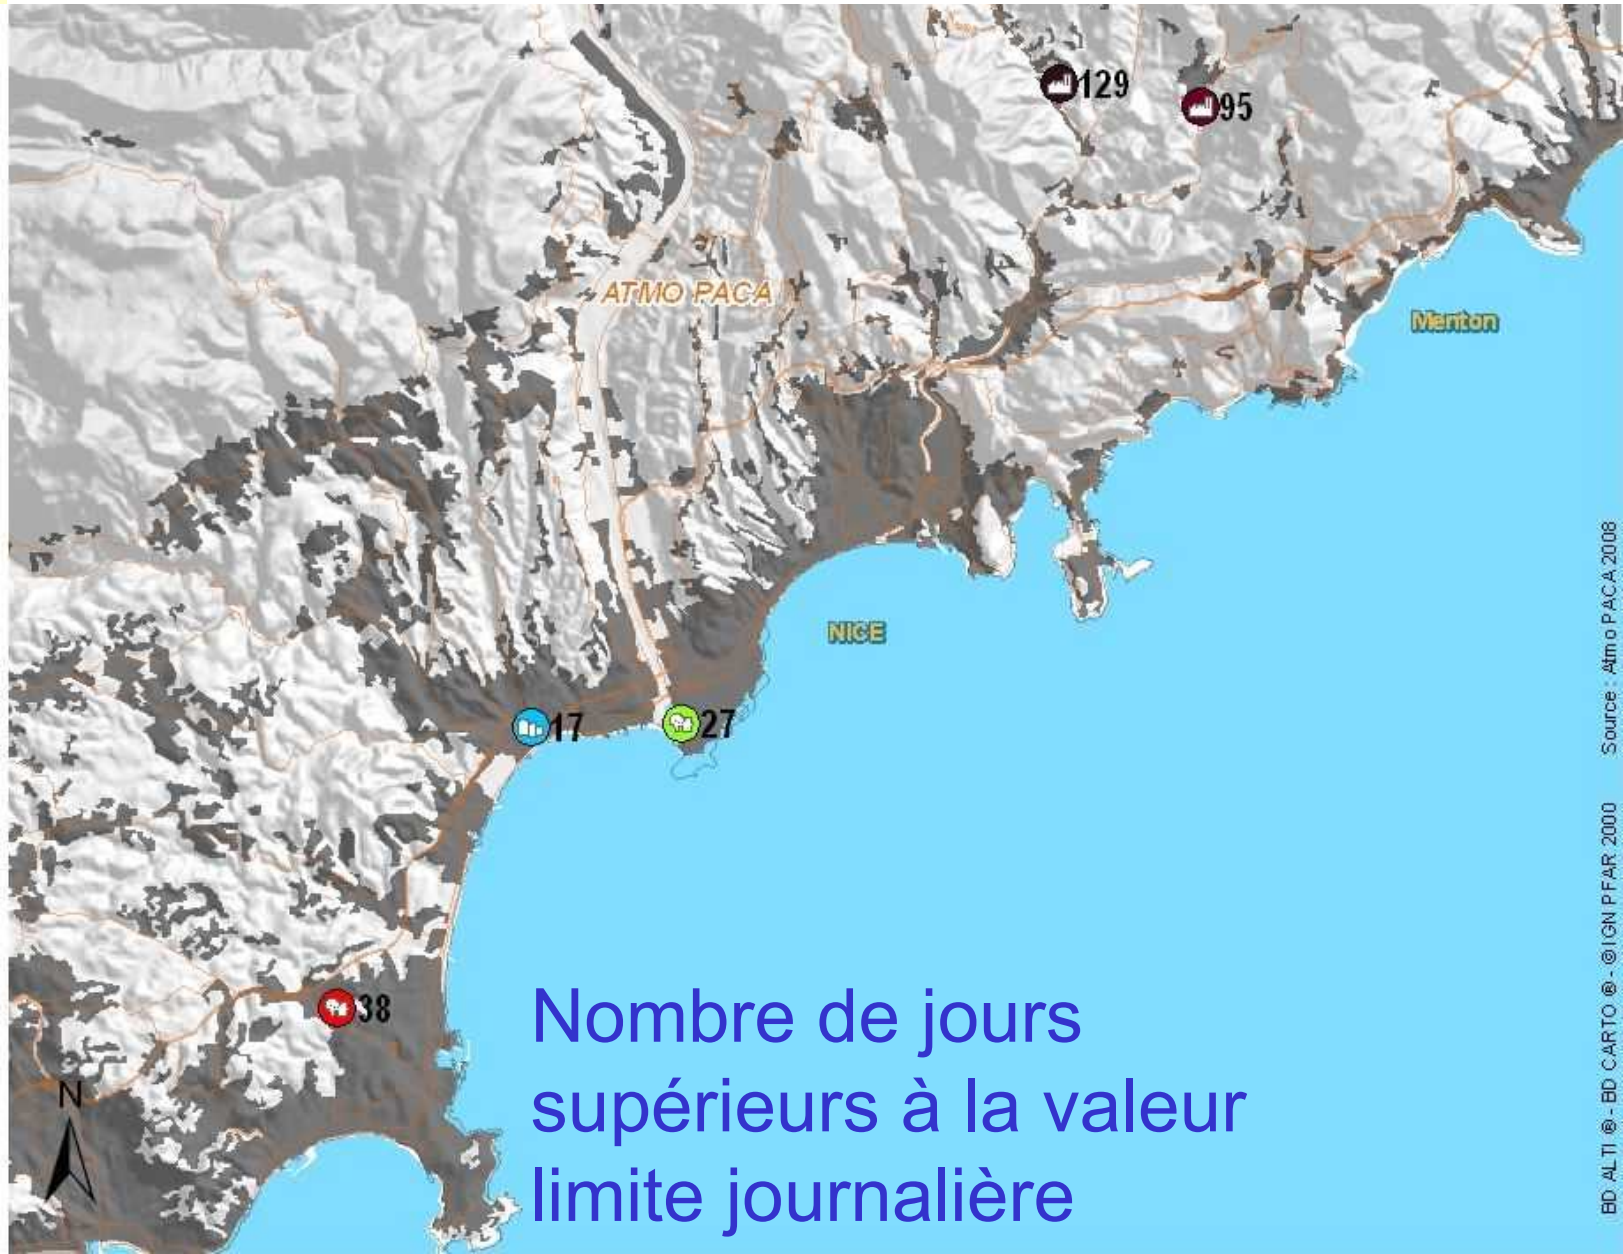 129
95
ATMO PACA
Menton
NICE
17
27
38
N
Nombre de jours
supérieurs à la valeur
limite journalière
BD ALTI ® - BD CARTO ® - ©IGN PFAR 2000 Source : Atmo PACA 2008